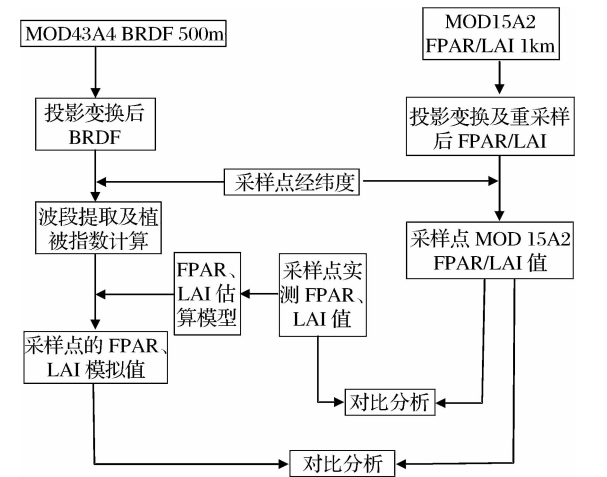 MOD43A4 BRDF 500m
MOD15A2
FPAR/LAI 1km
投影变换后
BRDF
投影变换及重采样
后 FPAR/LAI
采样点经纬度
波段提取及植
被指数计算
采样点 MOD 15A2
FPAR/LAI 值
FPAR、
LAI 估
算模型
采样点实
测 FPAR、
LAI 值
采样点的 FPAR、
LAI 模拟值
对比分析
对比分析